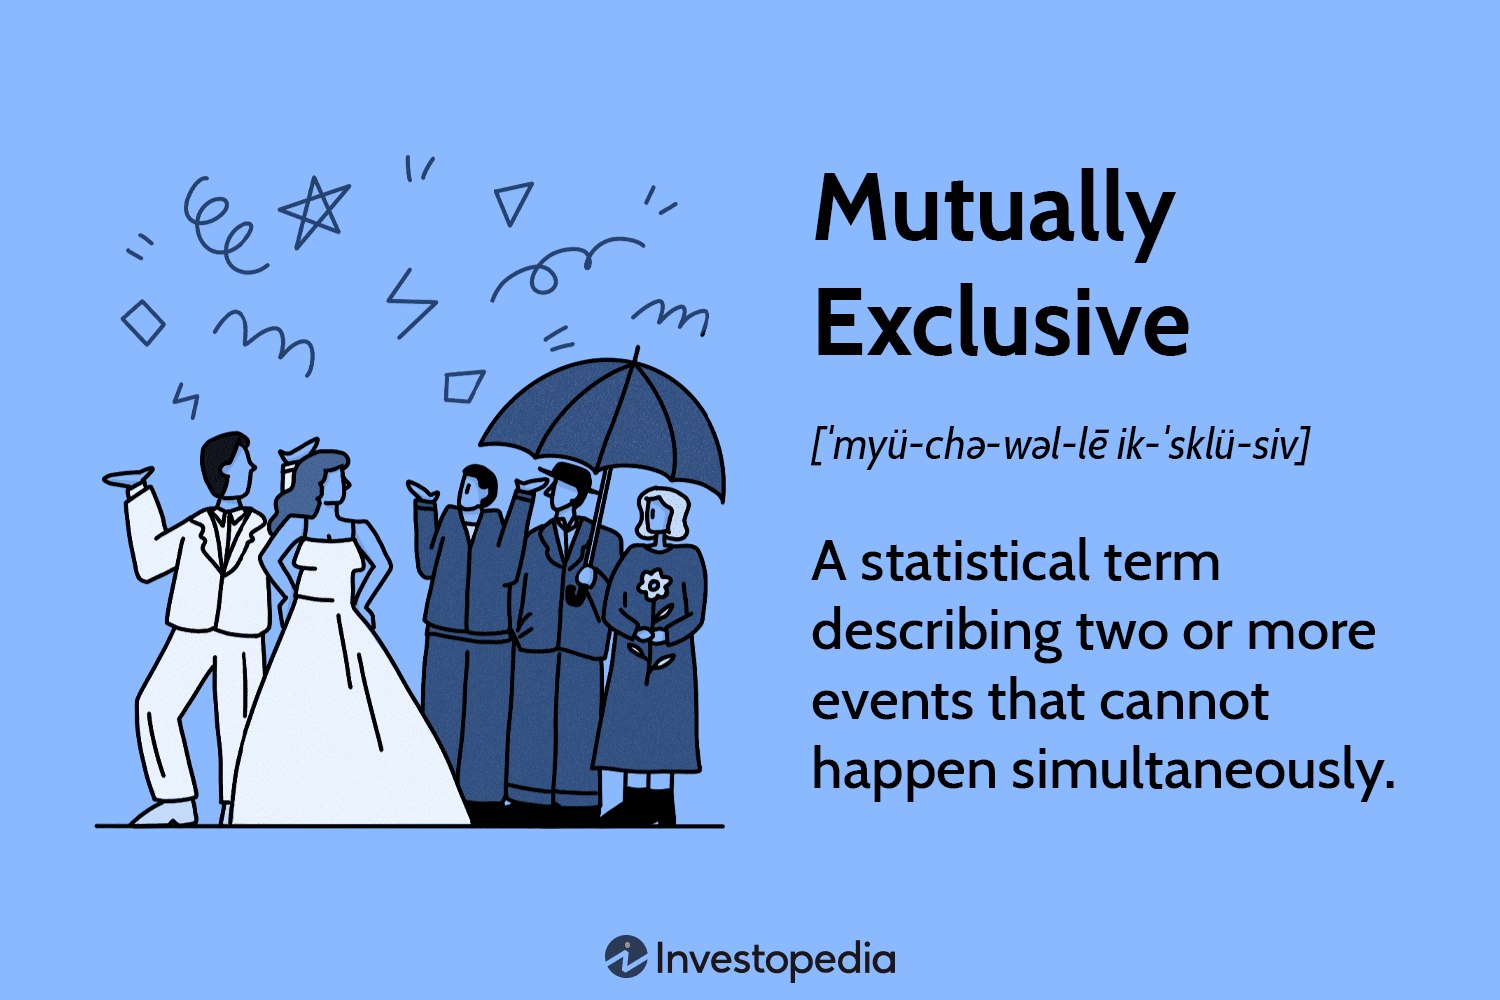 Mutually
Exclusive
[ˈmyü-chə-wəl-lē ik-ˈsklü-siv]
A statistical term
describing two or more
events that cannot
happen simultaneously.
Investopedia